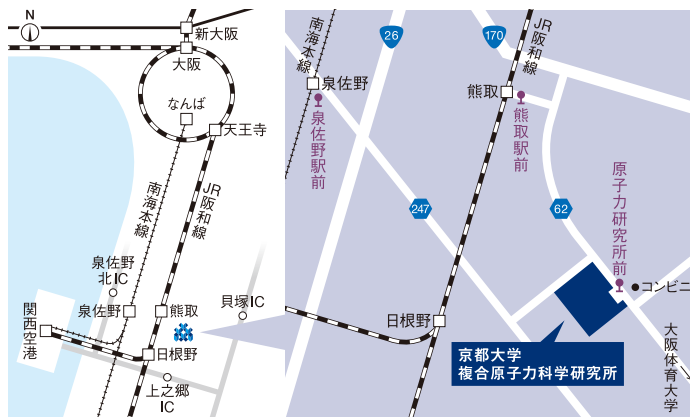 N
新大阪
大阪
なんば
天王寺
南海本線
JR阪和線
泉佐野
北IC
泉佐野
熊取
貝塚IC
関西空港
日根野
上之郷
IC
26
170
南海本線
JR阪和線
泉佐野
熊取
泉佐野駅前
熊取駅前
原子力研究所前
247
62
コンビニ
日根野
京都大学
複合原子力科学研究所
大阪体育大学